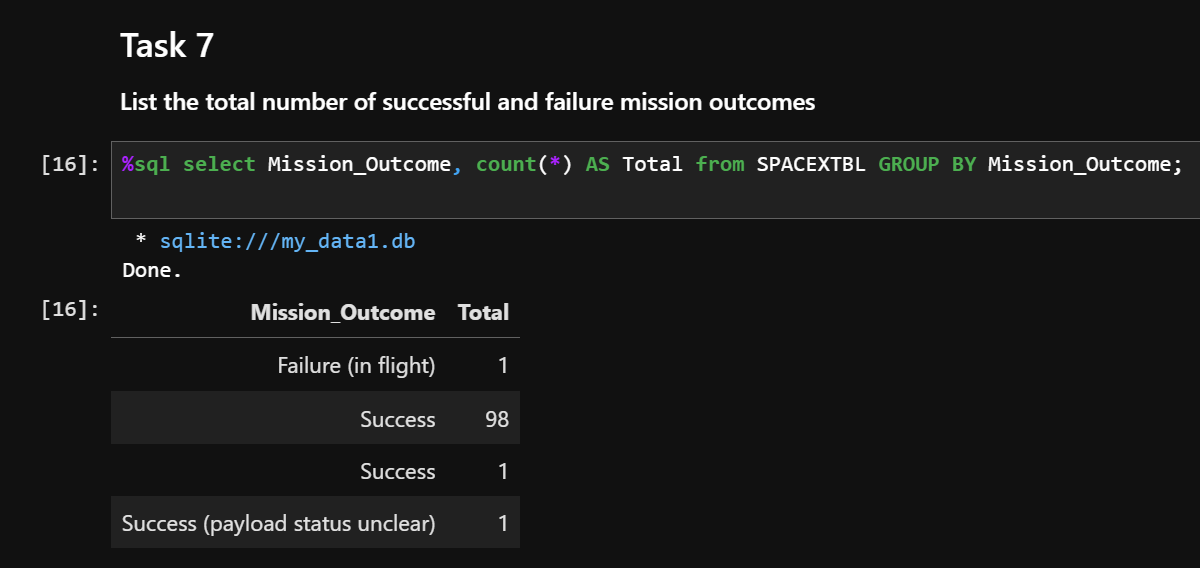 Task 7
List the total number of successful and failure mission outcomes
[16]: %sql select Mission_Outcome, count(*) AS Total from SPACEXTBL GROUP BY Mission_Outcome;
* sqlite:///my_data1.db
Done.
[16]: Mission_Outcome Total
Failure (in flight) 1
Success 98
Success 1
Success (payload status unclear) 1